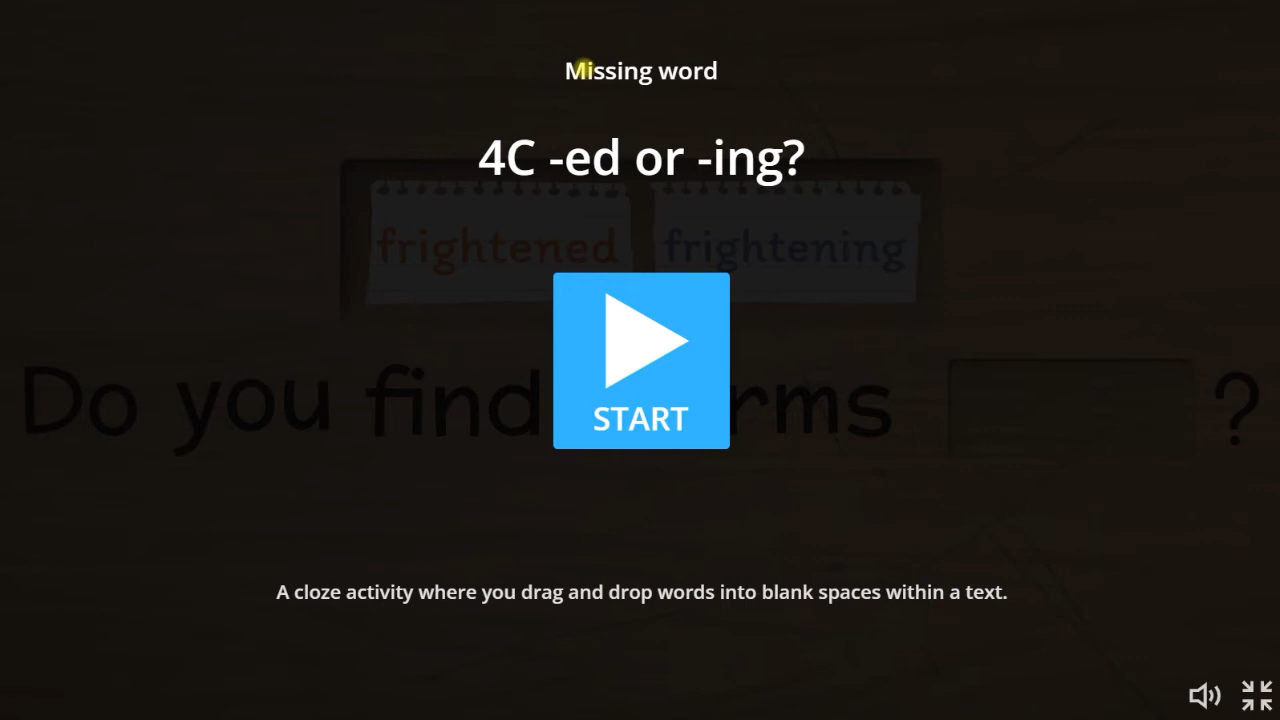 Missing word
4C -ed or -ing?
frightened frightening
Do you find rms ?
START
A cloze activity where you drag and drop words into blank spaces within a text.